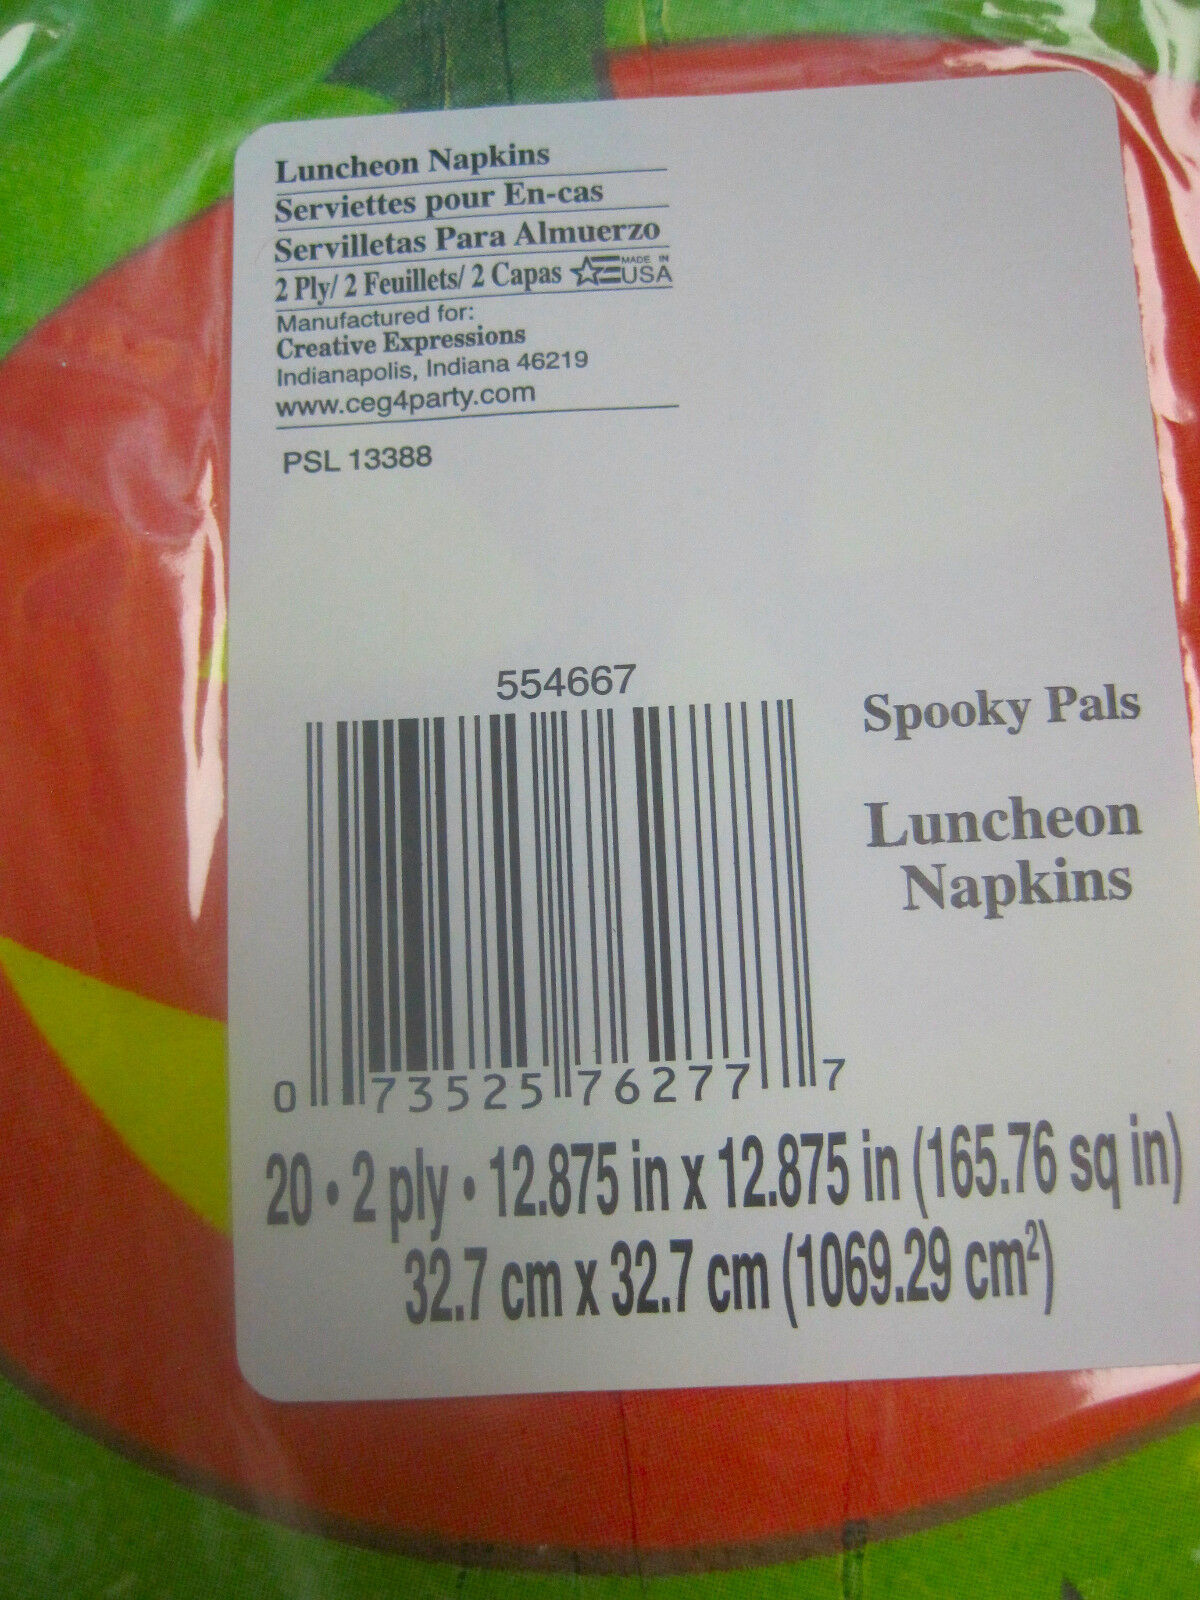 Luncheon Napkins
Serviettes pour En-cas
Servilletas Para Almuerzo
2 Ply/ 2 Feuillets/ 2 Capas MADE IN USA
Manufactured for:
Creative Expressions
Indianapolis, Indiana 46219
www.ceg4party.com
PSL 13388
554667
0 73525 76277 7
Spooky Pals
Luncheon
Napkins
20 • 2 ply • 12.875 in x 12.875 in (165.76 sq in)
32.7 cm x 32.7 cm (1069.29 cm²)